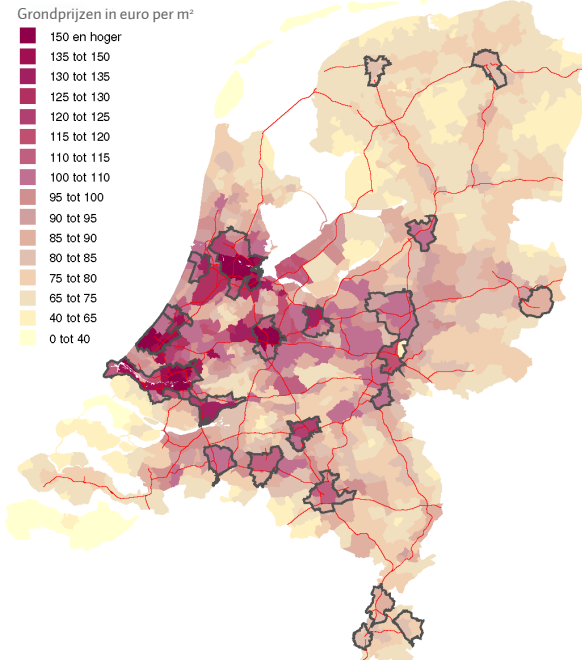 Grondprijzen in euro per m²
150 en hoger
135 tot 150
130 tot 135
125 tot 130
120 tot 125
115 tot 120
110 tot 115
100 tot 110
95 tot 100
90 tot 95
85 tot 90
80 tot 85
75 tot 80
65 tot 75
40 tot 65
0 tot 40